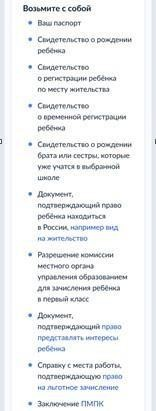 Возьмите с собой
Ваш паспорт
Свидетельство о рождении
ребёнка
Свидетельство
о регистрации ребёнка
по месту жительства
Свидетельство
о временной регистрации
ребёнка
Свидетельство о рождении
брата или сестры, которые
уже учатся в выбранной
школе
Документ,
подтверждающий право
ребёнка находиться
в России, например вид
на жительство
Разрешение комиссии
местного органа
управления образованием
для зачисления ребёнка
в первый класс
Документ,
подтверждающий право
представлять интересы
ребёнка
Справку с места работы,
подтверждающую право
на льготное зачисление
Заключение ПМПК